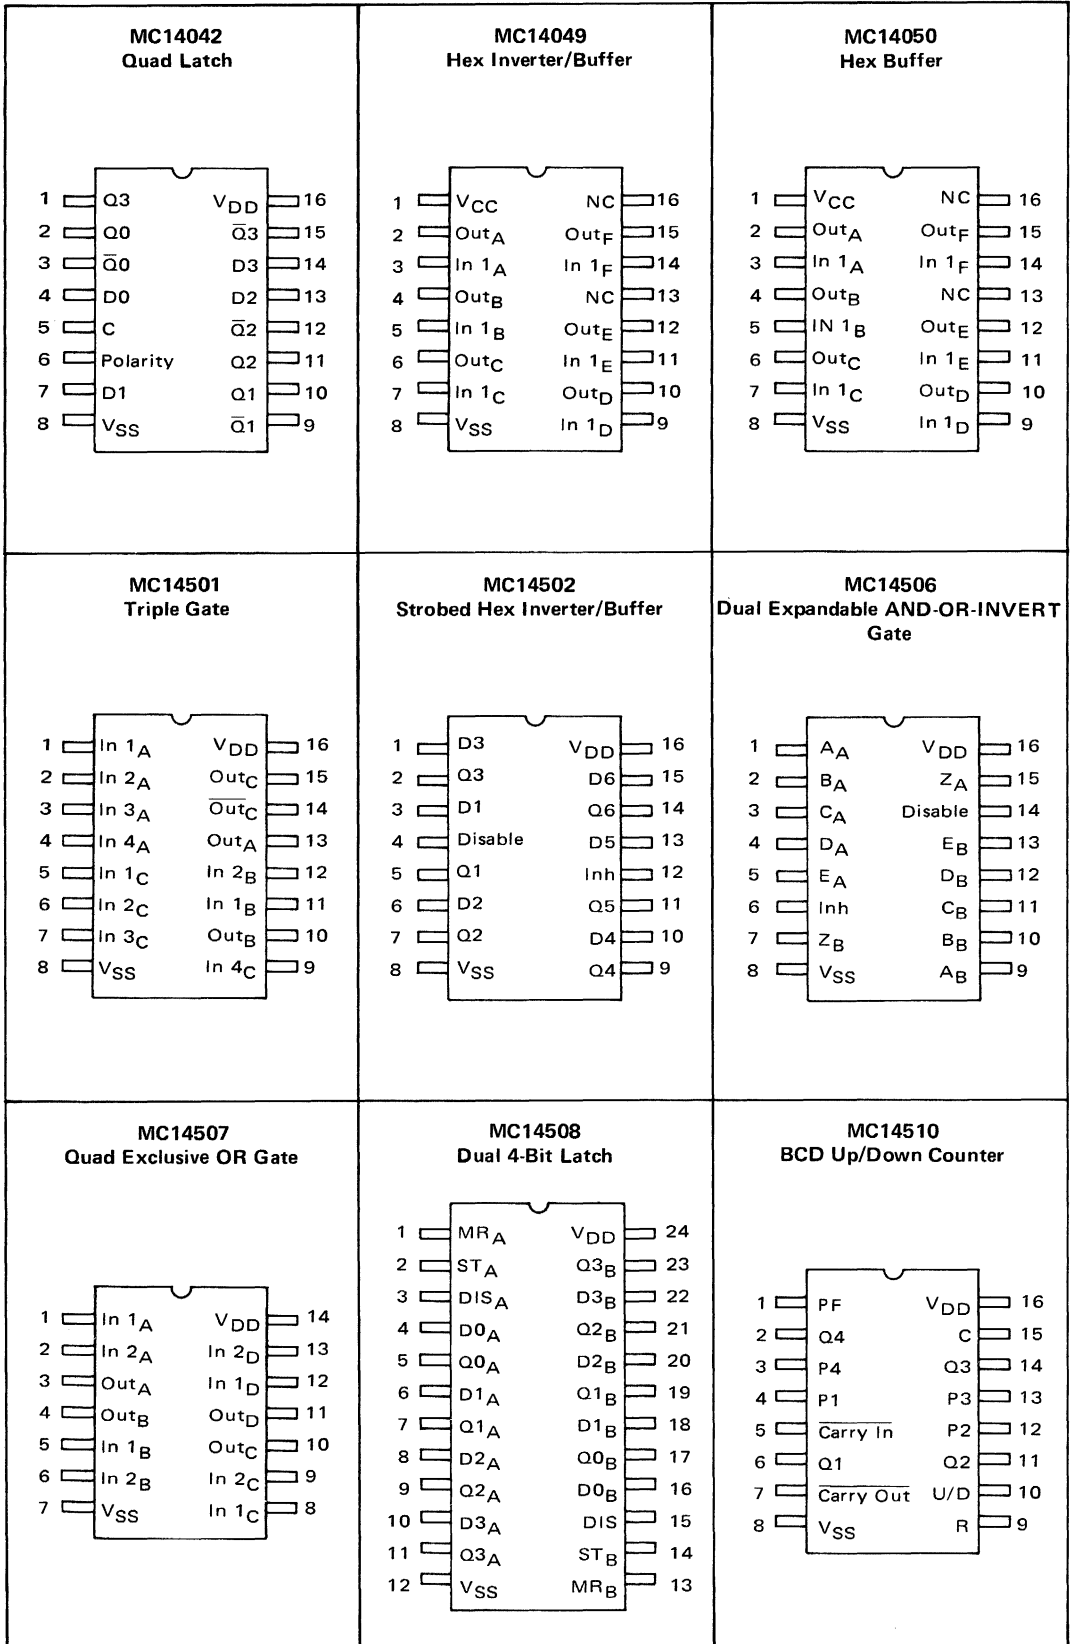 MC14042
Quad Latch
1 Q3 VDD 16
2 Q0 Q̅3 15
3 Q̅0 D3 14
4 D0 D2 13
5 C Q̅2 12
6 Polarity Q2 11
7 D1 Q1 10
8 VSS Q̅1 9
MC14049
Hex Inverter/Buffer
1 VCC NC 16
2 OutA OutF 15
3 In 1A In 1F 14
4 OutB NC 13
5 In 1B OutE 12
6 OutC In 1E 11
7 In 1C OutD 10
8 VSS In 1D 9
MC14050
Hex Buffer
1 VCC NC 16
2 OutA OutF 15
3 In 1A In 1F 14
4 OutB NC 13
5 IN 1B OutE 12
6 OutC In 1E 11
7 In 1C OutD 10
8 VSS In 1D 9
MC14501
Triple Gate
1 In 1A VDD 16
2 In 2A OutC 15
3 In 3A O̅u̅t̅C̅ 14
4 In 4A OutA 13
5 In 1C In 2B 12
6 In 2C In 1B 11
7 In 3C OutB 10
8 VSS In 4C 9
MC14502
Strobed Hex Inverter/Buffer
1 D3 VDD 16
2 Q3 D6 15
3 D1 Q6 14
4 Disable D5 13
5 Q1 Inh 12
6 D2 Q5 11
7 Q2 D4 10
8 VSS Q4 9
MC14506
Dual Expandable AND-OR-INVERT
Gate
1 AA VDD 16
2 BA ZA 15
3 CA Disable 14
4 DA EB 13
5 EA DB 12
6 Inh CB 11
7 ZB BB 10
8 VSS AB 9
MC14507
Quad Exclusive OR Gate
1 In 1A VDD 14
2 In 2A In 2D 13
3 OutA In 1D 12
4 OutB OutD 11
5 In 1B OutC 10
6 In 2B In 2C 9
7 VSS In 1C 8
MC14508
Dual 4-Bit Latch
1 MRA VDD 24
2 STA Q3B 23
3 DISA D3B 22
4 D0A Q2B 21
5 Q0A D2B 20
6 D1A Q1B 19
7 Q1A D1B 18
8 D2A Q0B 17
9 Q2A D0B 16
10 D3A DIS 15
11 Q3A STB 14
12 VSS MRB 13
MC14510
BCD Up/Down Counter
1 PF VDD 16
2 Q4 C 15
3 P4 Q3 14
4 P1 P3 13
5 C̅a̅r̅r̅y̅ I̅n̅ P2 12
6 Q1 Q2 11
7 C̅a̅r̅r̅y̅ O̅u̅t̅ U/D 10
8 VSS R 9